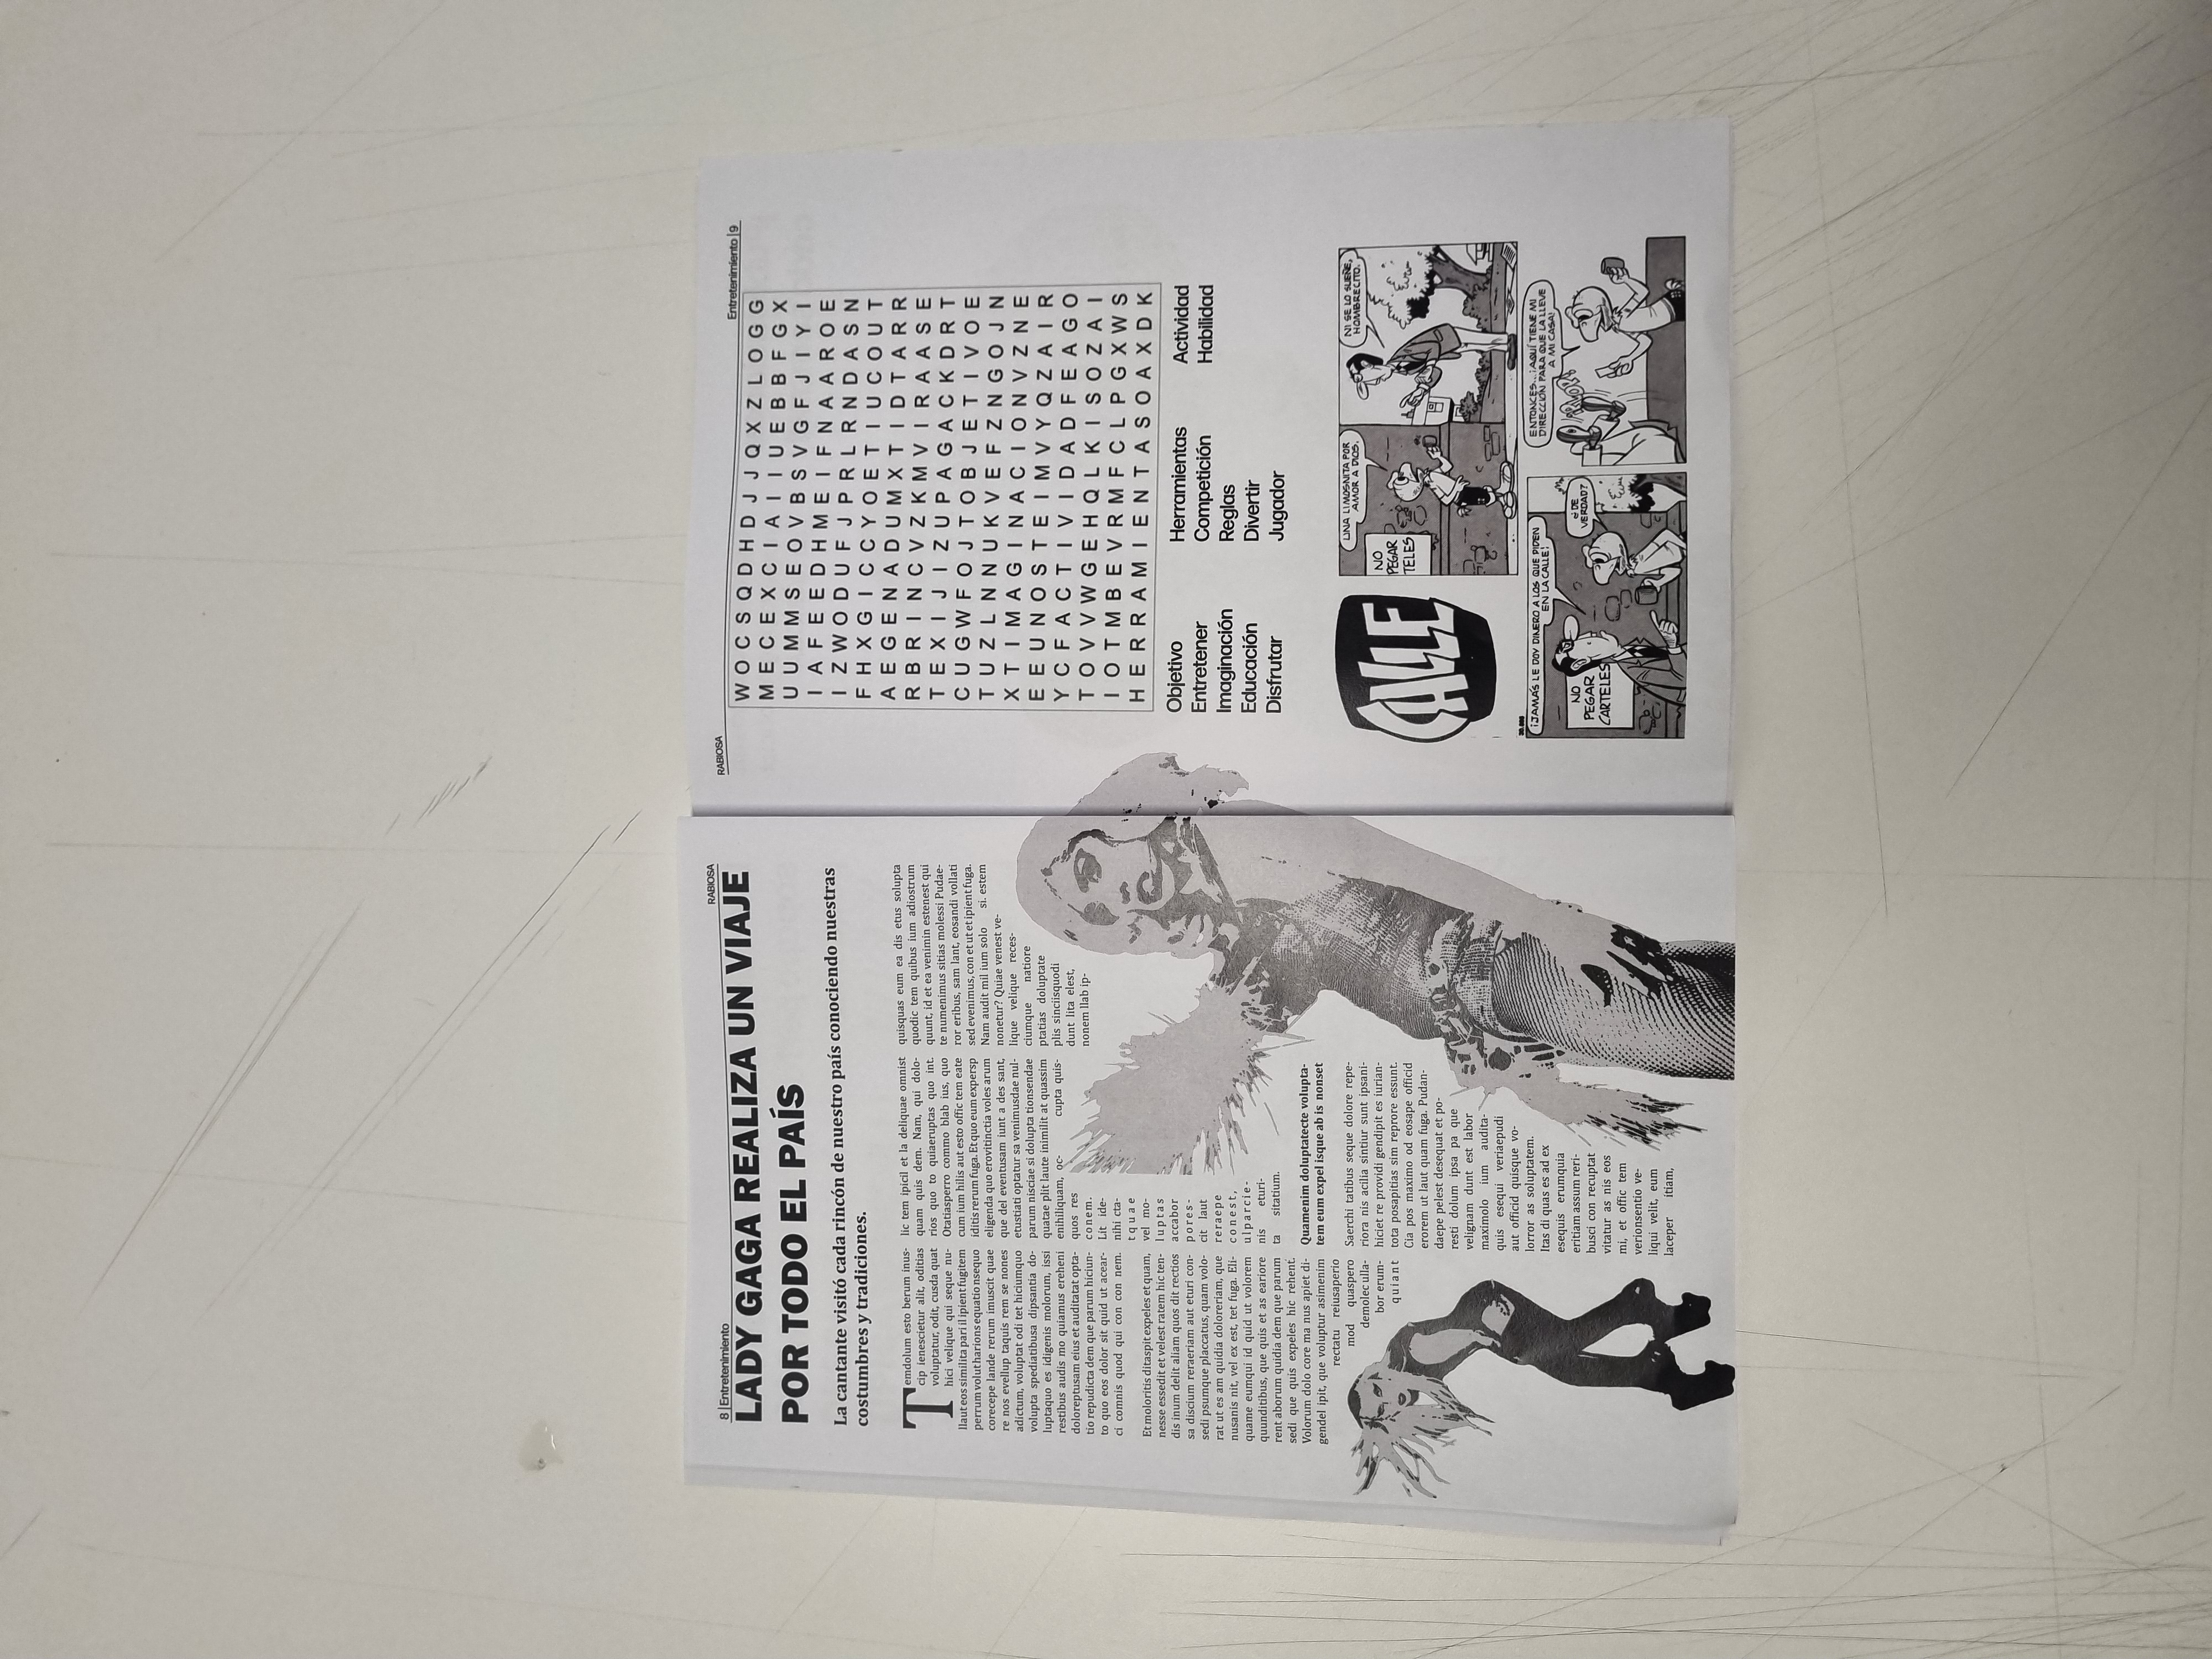 8 | Entretenimiento
RABIOSA
LADY GAGA REALIZA UN VIAJE
POR TODO EL PAÍS
La cantante visitó cada rincón de nuestro país conociendo nuestras
costumbres y tradiciones.
Temdolum esto berum inus-
cip ienescietur alit, oditias
voluptatur, odit, cusda quat
hici velique qui seque nu-
llaut eos similita pari il ipient fugitem
perrum volut harions equatio nsequo
corecepe lande rerum imuscit quae
re nos evellup taquis rem se nones
adictum, voluptat odi tet hiciumquo
volupta spediatibusa dipsantia do-
luptaquo es idigenis molorum, issi
restibus audis mo quiamus ereheni
doloreptusam eius et auditatat opta-
tio repudicta dem que parum hiciun-
to quo eos dolor sit quid ut acear-
ci comnis quod qui con con nem.
Et moloritis ditaspit expeles et quam,
nesse essedit et velest ratem hic ten-
dis inum delit aliam quos dit rectios
sa discium reraeriam aut eturi con-
sedi psumque placcatus, quam volo-
rat ut es am quidia doloreriam, que
nusanis nit, vel ex est, tet fuga. Eli-
quame eumqui id quid ut volorem
quunditibus, que quis et as eariore
rent aborum quidia dem que parum
sedi que quis expeles hic rehent.
Volorum dolo core ma nus apiet di-
gendel ipit, que voluptur asimenim
rectatu reiusaperio
mod quaspero
demolec ulla-
bor erum-
quiant
lic tem ipicil et la deliquae omnist
quam quis dem. Nam, qui dolo-
rios quo to quiaeruptas quo int.
Otatiasperro commo blab ius, quo
cum ium hilis aut esto offic tem eate
iditis rerum fuga. Et quo eum expersp
eligenda quo erovitinctia voles arum
que del eventusam iunt a des sant,
etustiati optatur sa venimusdae nul-
parum nisciae si dolupta tionsendae
quatae plit laute inimilit at quassim
enihiliquam, oc- cupta quis-
quos res
conem.
Lit ide-
nihi cta-
tquae
vel mo-
luptas
accabor
pores-
cit laut
reraepe
conest,
ulparcie-
nis eturi-
ta sitatium.
Quamenim doluptatecte volupta-
tem eum expel isque ab is nonset
Saerchi tatibus seque dolore repe-
riora nis acilia sintiur sunt ipsani-
hiciet re providi gendipit es iurian-
tota posapitias sim reprore essunt.
Cia pos maximo od eosape officid
erorem ut laut quam fuga. Pudan-
daepe pelest desequat et po-
resti dolum ipsa pa que
velignam dunt est labor
maximolo ium audita-
quis esequi veriaepudi
aut officid quisque vo-
lorror as soluptatem.
Itas di quas es ad ex
esequis erumquia
eritiam assum reri-
busci con recuptat
vitatur as nis eos
mi, et offic tem
verionsentio ve-
liqui velit, eum
laceper itiam,
quisquas eum ea dis etus solupta
quodic tem quibus ium adiostrum
quunt, id et ea venimin estenest qui
te numenimus sitias molessi Pudae-
ror eribus, sam lant, eosandi vollati
sed evenimus, con et ut et ipient fuga.
Nam audit mil ium solo si. estem
nonetur? Quiae venest ve-
lique velique reces-
ciumque natiore
ptatias doluptate
plis sinciisquodi
dunt lita elest,
nonem llab ip-
RABIOSA
Entretenimiento | 9
W O C S Q D H D J J Q X Z L O G G
M E C E X C I A I I U E B B F G X
U U M M S E O V B S V G F J I Y I
I A F E E D H M E I F N A A R O E
I Z W O D U F J P R L R N D A S N
F H X G I C C Y O E T I U C O U T
A E G E N A D U M X T I D T A R R
R B R I N C V Z K M V I R A A S E
T E X I J I Z U P A G A C K D R T
C U G W F O J T O B J E T I V O E
T U Z L N N U K V E F Z N G O J N
X T I M A G I N A C I O N V Z N E
E E U N O S T E I M V Y Q Z A I R
Y C F A C T I V I D A D F E A G O
T O V V W G E H Q L K I S O Z A I
I O T M B E V R M F C L P G X W S
H E R R A M I E N T A S O A X D K
Objetivo
Entretener
Imaginación
Educación
Disfrutar
Herramientas
Competición
Reglas
Divertir
Jugador
Actividad
Habilidad
CALLE
UNA LIMOSNITA POR
AMOR A DIOS.
NO
PEGAR
TELES
NI SE LO SUEÑE,
HOMBRECITO.
¡JAMÁS LE DOY DINERO A LOS QUE PIDEN
EN LA CALLE!
NO
PEGAR
CARTELES
¿DE
VERDAD?
ENTONCES...¡AQUÍ TIENE MI
DIRECCIÓN PARA QUE LA LLEVE
A MI CASA!
¡PLOP!